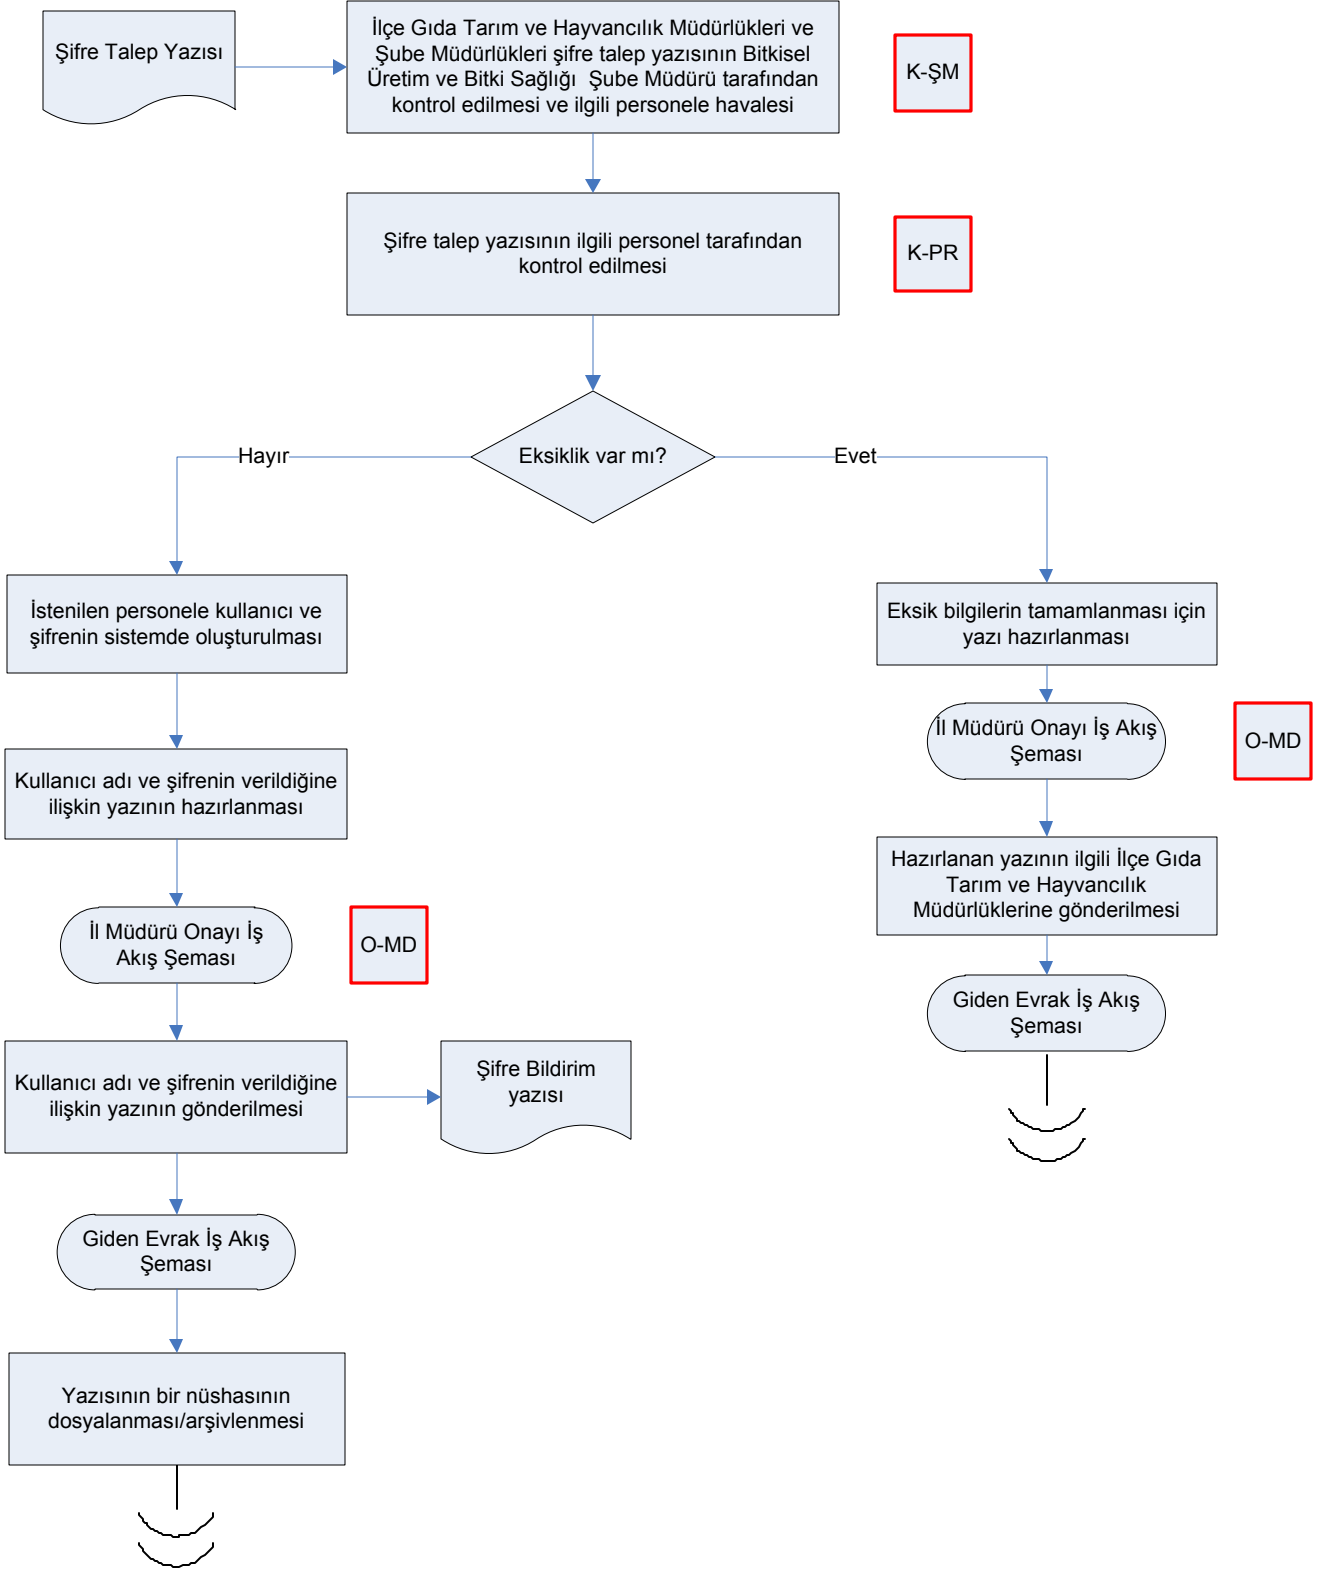 Şifre Talep Yazısı
İlçe Gıda Tarım ve Hayvancılık Müdürlükleri ve
Şube Müdürlükleri şifre talep yazısının Bitkisel
Üretim ve Bitki Sağlığı  Şube Müdürü tarafından
kontrol edilmesi ve ilgili personele havalesi
K-ŞM
Şifre talep yazısının ilgili personel tarafından
kontrol edilmesi
K-PR
Eksiklik var mı?
Hayır
Evet
İstenilen personele kullanıcı ve
şifrenin sistemde oluşturulması
Kullanıcı adı ve şifrenin verildiğine
ilişkin yazının hazırlanması
İl Müdürü Onayı İş
Akış Şeması
O-MD
Kullanıcı adı ve şifrenin verildiğine
ilişkin yazının gönderilmesi
Şifre Bildirim
yazısı
Giden Evrak İş Akış
Şeması
Yazısının bir nüshasının
dosyalanması/arşivlenmesi
Eksik bilgilerin tamamlanması için
yazı hazırlanması
İl Müdürü Onayı İş Akış
Şeması
O-MD
Hazırlanan yazının ilgili İlçe Gıda
Tarım ve Hayvancılık
Müdürlüklerine gönderilmesi
Giden Evrak İş Akış
Şeması